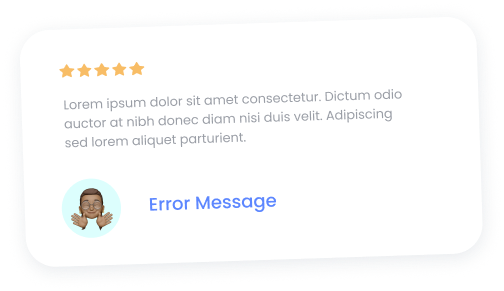 Lorem ipsum dolor sit amet consectetur. Dictum odio
auctor at nibh donec diam nisi duis velit. Adipiscing
sed lorem aliquet parturient.
Error Message